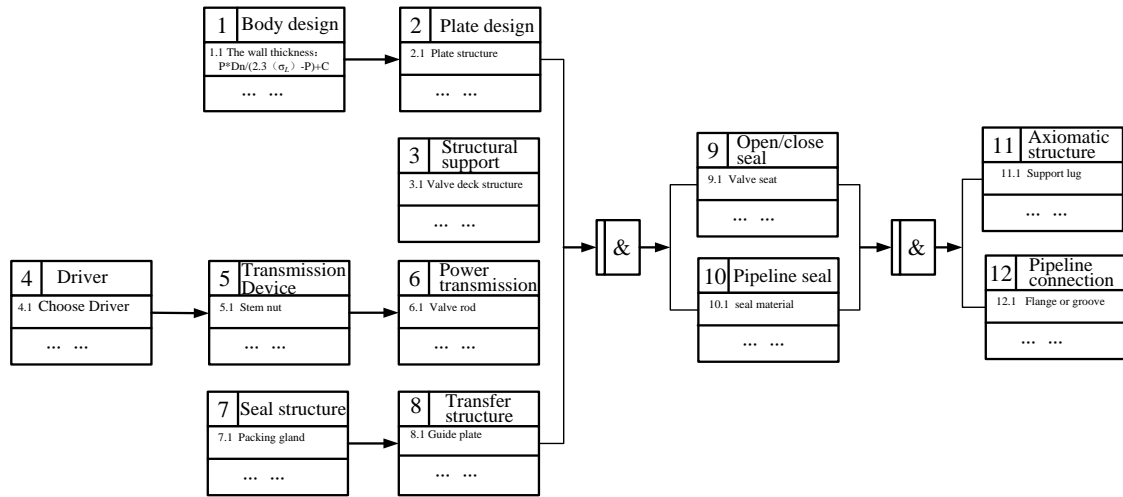 1 Body design
1.1 The wall thickness：
P*Dn/(2.3（σL）-P)+C
... ...
2 Plate design
2.1 Plate structure
... ...
3 Structural
support
3.1 Valve deck structure
... ...
4 Driver
4.1 Choose Driver
... ...
5 Transmission
Device
5.1 Stem nut
... ...
6 Power
transmission
6.1 Valve rod
... ...
7 Seal structure
7.1 Packing gland
... ...
8 Transfer
structure
8.1 Guide plate
... ...
&
9 Open/close
seal
9.1 Valve seat
... ...
10 Pipeline seal
10.1 seal material
... ...
&
11 Axiomatic
structure
11.1 Support lug
... ...
12 Pipeline
connection
12.1 Flange or groove
... ...